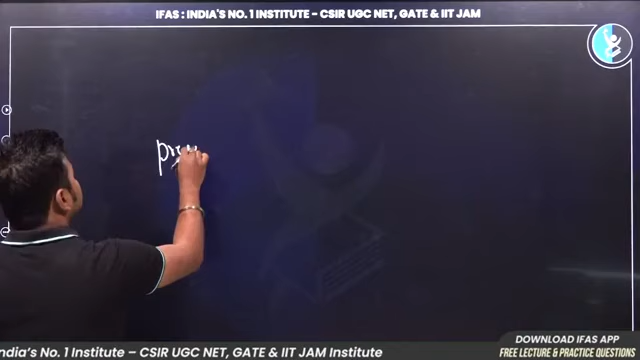 IFAS : INDIA'S NO. 1 INSTITUTE - CSIR UGC NET, GATE & IIT JAM
DOWNLOAD IFAS APP
ndia's No. 1 Institute – CSIR UGC NET, GATE & IIT JAM Institute
FREE LECTURE & PRACTICE QUESTIONS